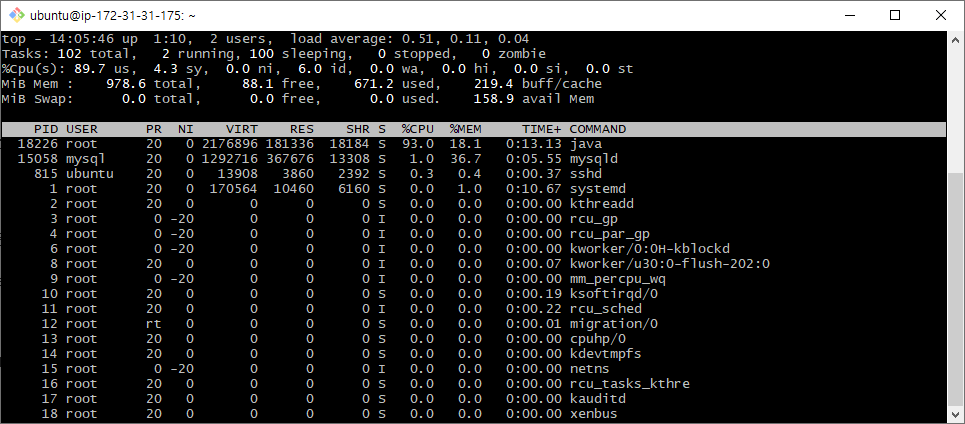 ubuntu@ip-172-31-31-175: ~
top - 14:05:46 up  1:10,  2 users,  load average: 0.51, 0.11, 0.04
Tasks: 102 total,   2 running, 100 sleeping,   0 stopped,   0 zombie
%Cpu(s): 89.7 us,  4.3 sy,  0.0 ni,  6.0 id,  0.0 wa,  0.0 hi,  0.0 si,  0.0 st
MiB Mem :    978.6 total,     88.1 free,    671.2 used,    219.4 buff/cache
MiB Swap:      0.0 total,      0.0 free,      0.0 used.    158.9 avail Mem
PID USER      PR  NI    VIRT    RES    SHR S  %CPU  %MEM     TIME+ COMMAND
18226 root      20   0 2176896 181336  18184 S  93.0  18.1   0:13.13 java
15058 mysql     20   0 1292716 367676  13308 S   1.0  36.7   0:05.55 mysqld
815 ubuntu    20   0   13908   3860   2392 S   0.3   0.4   0:00.37 sshd
1 root      20   0  170564  10460   6160 S   0.0   1.0   0:10.67 systemd
2 root      20   0       0      0      0 S   0.0   0.0   0:00.00 kthreadd
3 root       0 -20       0      0      0 I   0.0   0.0   0:00.00 rcu_gp
4 root       0 -20       0      0      0 I   0.0   0.0   0:00.00 rcu_par_gp
6 root       0 -20       0      0      0 I   0.0   0.0   0:00.00 kworker/0:0H-kblockd
8 root      20   0       0      0      0 I   0.0   0.0   0:00.07 kworker/u30:0-flush-202:0
9 root       0 -20       0      0      0 I   0.0   0.0   0:00.00 mm_percpu_wq
10 root      20   0       0      0      0 S   0.0   0.0   0:00.19 ksoftirqd/0
11 root      20   0       0      0      0 I   0.0   0.0   0:00.22 rcu_sched
12 root      rt   0       0      0      0 S   0.0   0.0   0:00.01 migration/0
13 root      20   0       0      0      0 S   0.0   0.0   0:00.00 cpuhp/0
14 root      20   0       0      0      0 S   0.0   0.0   0:00.00 kdevtmpfs
15 root       0 -20       0      0      0 I   0.0   0.0   0:00.00 netns
16 root      20   0       0      0      0 S   0.0   0.0   0:00.00 rcu_tasks_kthre
17 root      20   0       0      0      0 S   0.0   0.0   0:00.00 kauditd
18 root      20   0       0      0      0 S   0.0   0.0   0:00.00 xenbus